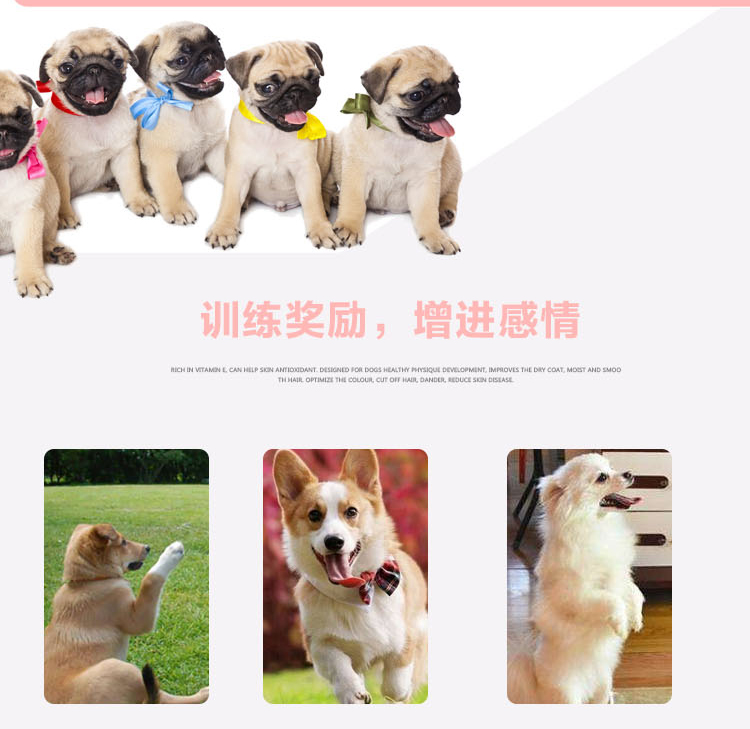 训练奖励，增进感情
RICH IN VITAMIN E, CAN HELP SKIN ANTIOXIDANT. DESIGNED FOR DOGS HEALTHY PHYSIQUE DEVELOPMENT, IMPROVES THE DRY COAT, MOIST AND SMOO
TH HAIR. OPTIMIZE THE COLOUR, CUT OFF HAIR, DANDER, REDUCE SKIN DISEASE.